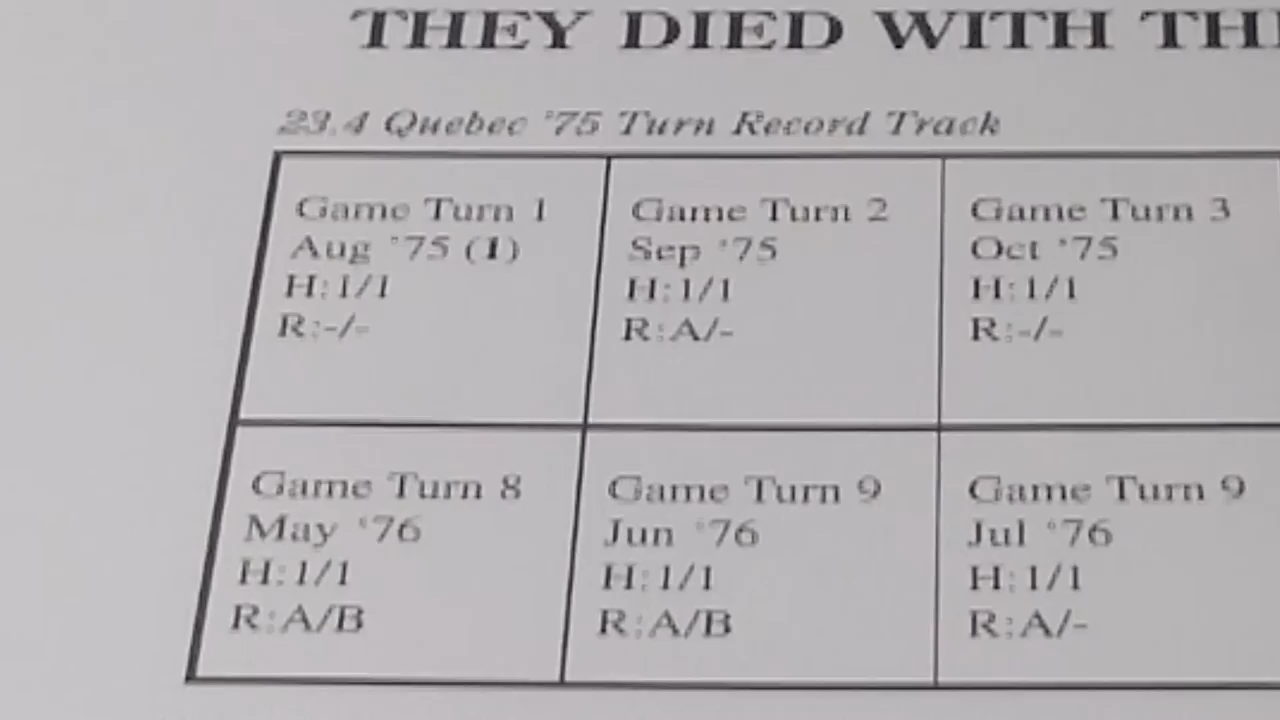 THEY DIED WITH
23.4 Quebec '75 Turn Record Track
Game Turn 1
Aug '75 (1)
H:1/1
R:-/-
Game Turn 2
Sep '75
H:1/1
R:A/-
Game Turn 3
Oct '75
H:1/1
R:-/-
Game Turn 8
May '76
H:1/1
R:A/B
Game Turn 9
Jun '76
H:1/1
R:A/B
Game Turn 9
Jul '76
H:1/1
R:A/-